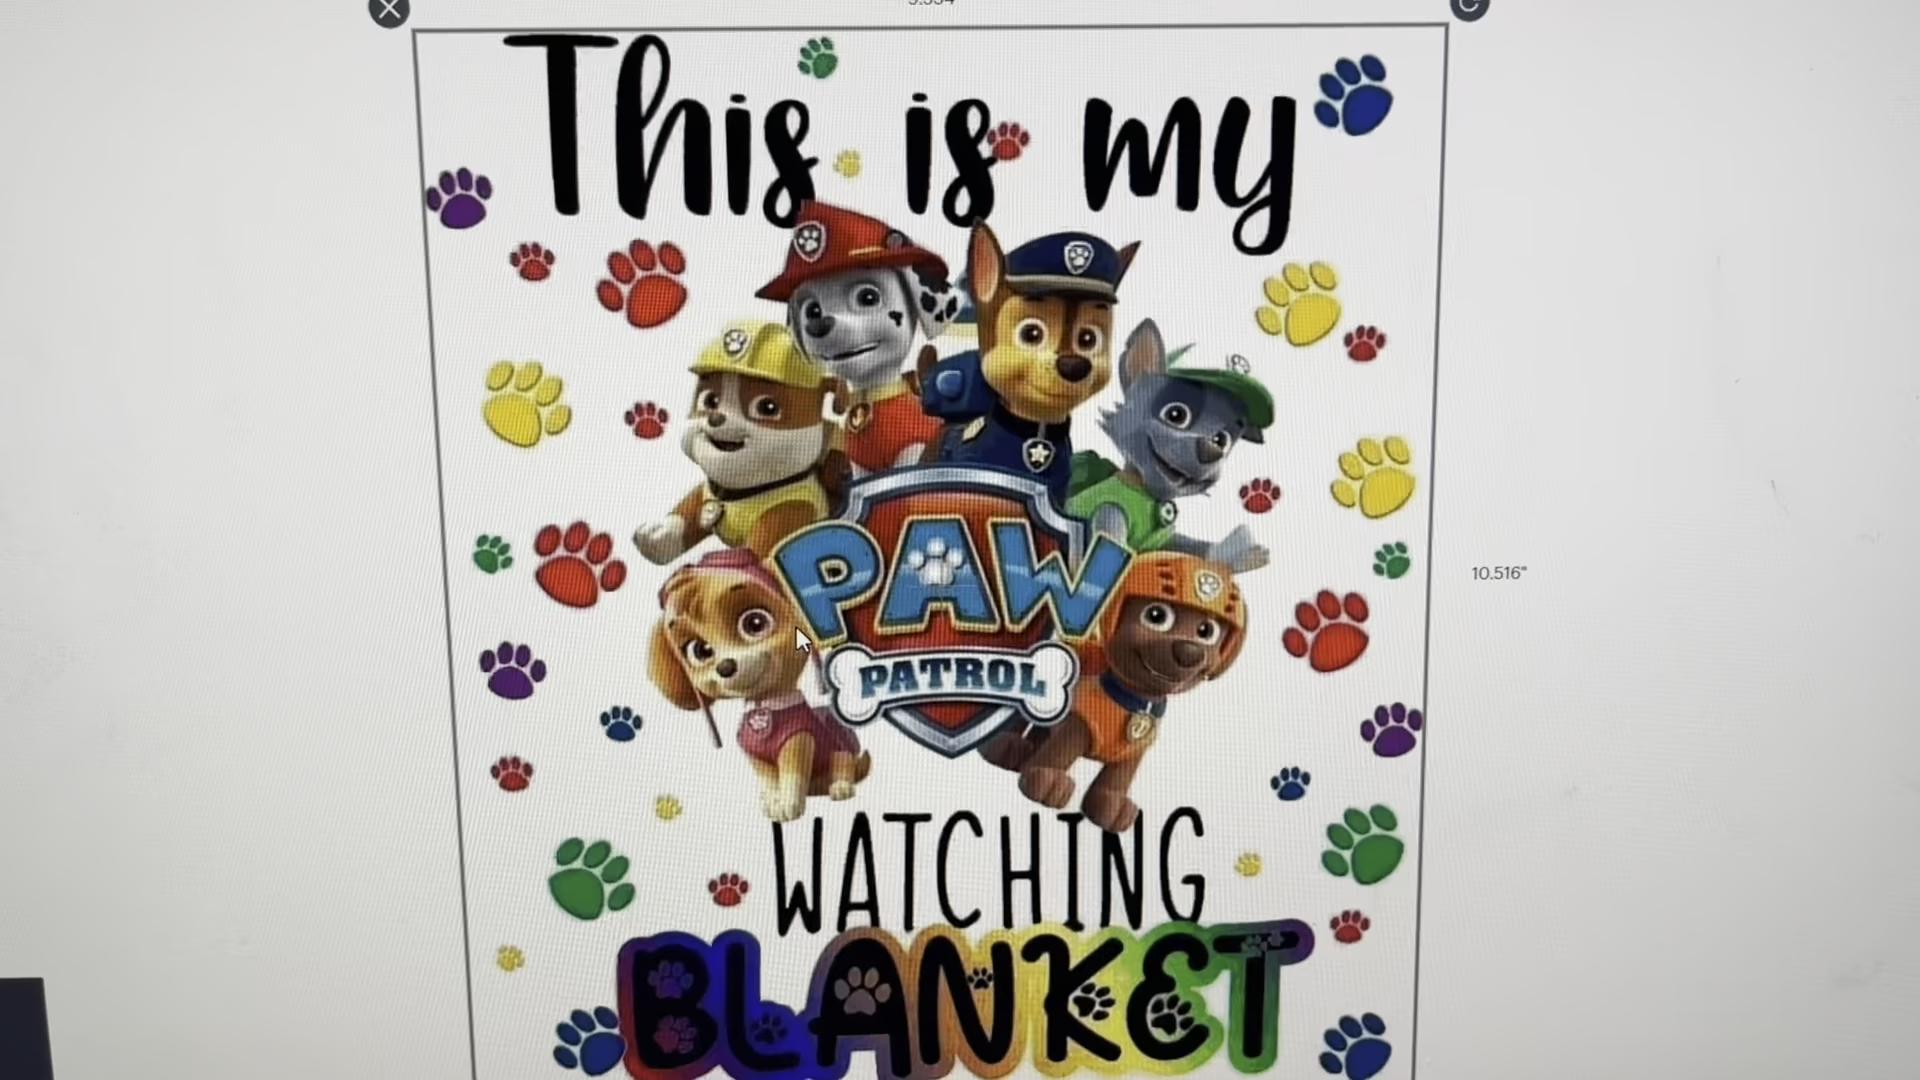 This is my
PAW
PATROL
WATCHING
BLANKET
10.516"